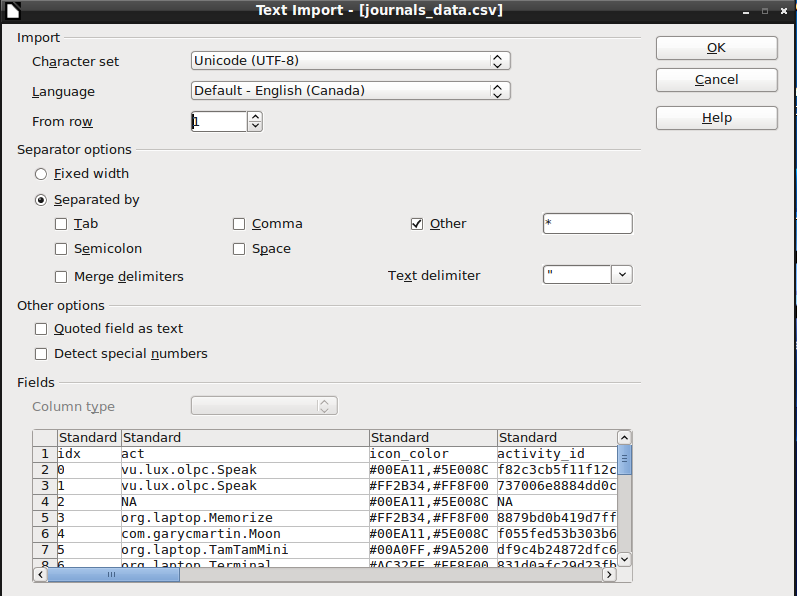 Text Import - [journals_data.csv]
Import
Character set Unicode (UTF-8) OK
Language Default - English (Canada) Cancel
From row 1 Help
Separator options
Fixed width
Separated by
Tab Comma Other *
Semicolon Space
Merge delimiters Text delimiter "
Other options
Quoted field as text
Detect special numbers
Fields
Column type
Standard Standard Standard Standard
1 idx act icon_color activity_id
2 0 vu.lux.olpc.Speak #00EA11,#5E008C f82c3cb5f11f12c
3 1 vu.lux.olpc.Speak #FF2B34,#FF8F00 737006e8884dd0c
4 2 NA #00EA11,#5E008C NA
5 3 org.laptop.Memorize #FF2B34,#FF8F00 8879bd0b419d7ff
6 4 com.garycmartin.Moon #00EA11,#5E008C f055fed53b303b6
7 5 org.laptop.TamTamMini #00A0FF,#9A5200 df9c4b24872dfc6
8 6 org.laptop.Terminal #AC32FF,#FF8F00 831d0afc29d23fb